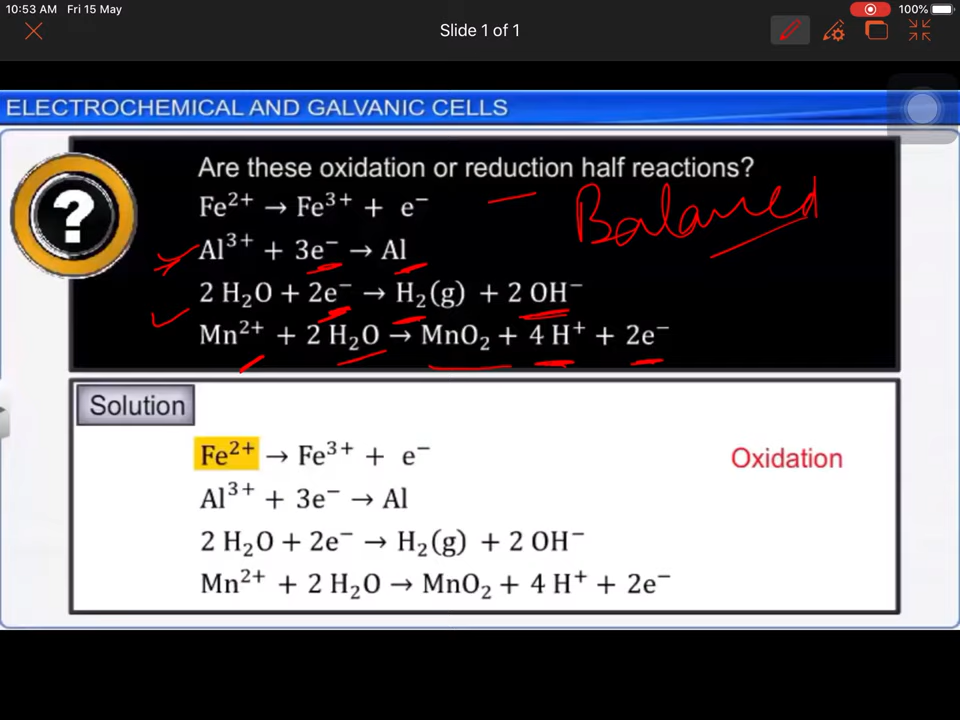 10:53 AM Fri 15 May
100%
Slide 1 of 1
ELECTROCHEMICAL AND GALVANIC CELLS
?
Are these oxidation or reduction half reactions?
Fe²⁺ → Fe³⁺ + e⁻
Balanced
Al³⁺ + 3e⁻ → Al
2 H₂O + 2e⁻ → H₂(g) + 2 OH⁻
Mn²⁺ + 2 H₂O → MnO₂ + 4 H⁺ + 2e⁻
Solution
Fe²⁺ → Fe³⁺ + e⁻ Oxidation
Al³⁺ + 3e⁻ → Al
2 H₂O + 2e⁻ → H₂(g) + 2 OH⁻
Mn²⁺ + 2 H₂O → MnO₂ + 4 H⁺ + 2e⁻